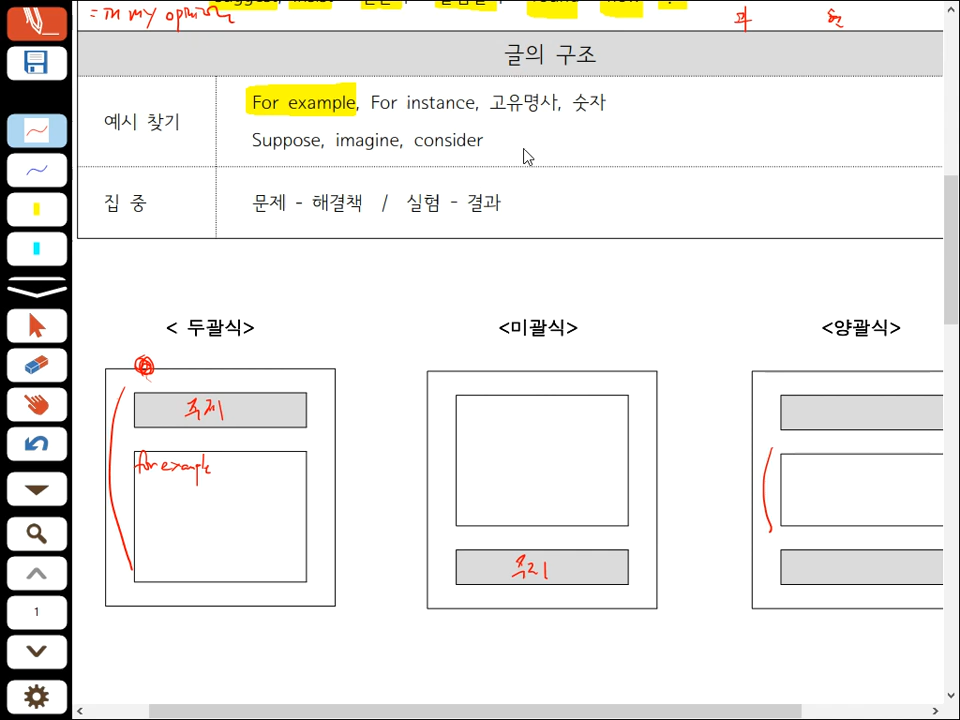 = in my opinion
글의 구조
예시 찾기
For example, For instance, 고유명사, 숫자
Suppose, imagine, consider
집 중
문제 - 해결책 / 실험 - 결과
< 두괄식>
<미괄식>
<양괄식>
주제
for example
주제
1